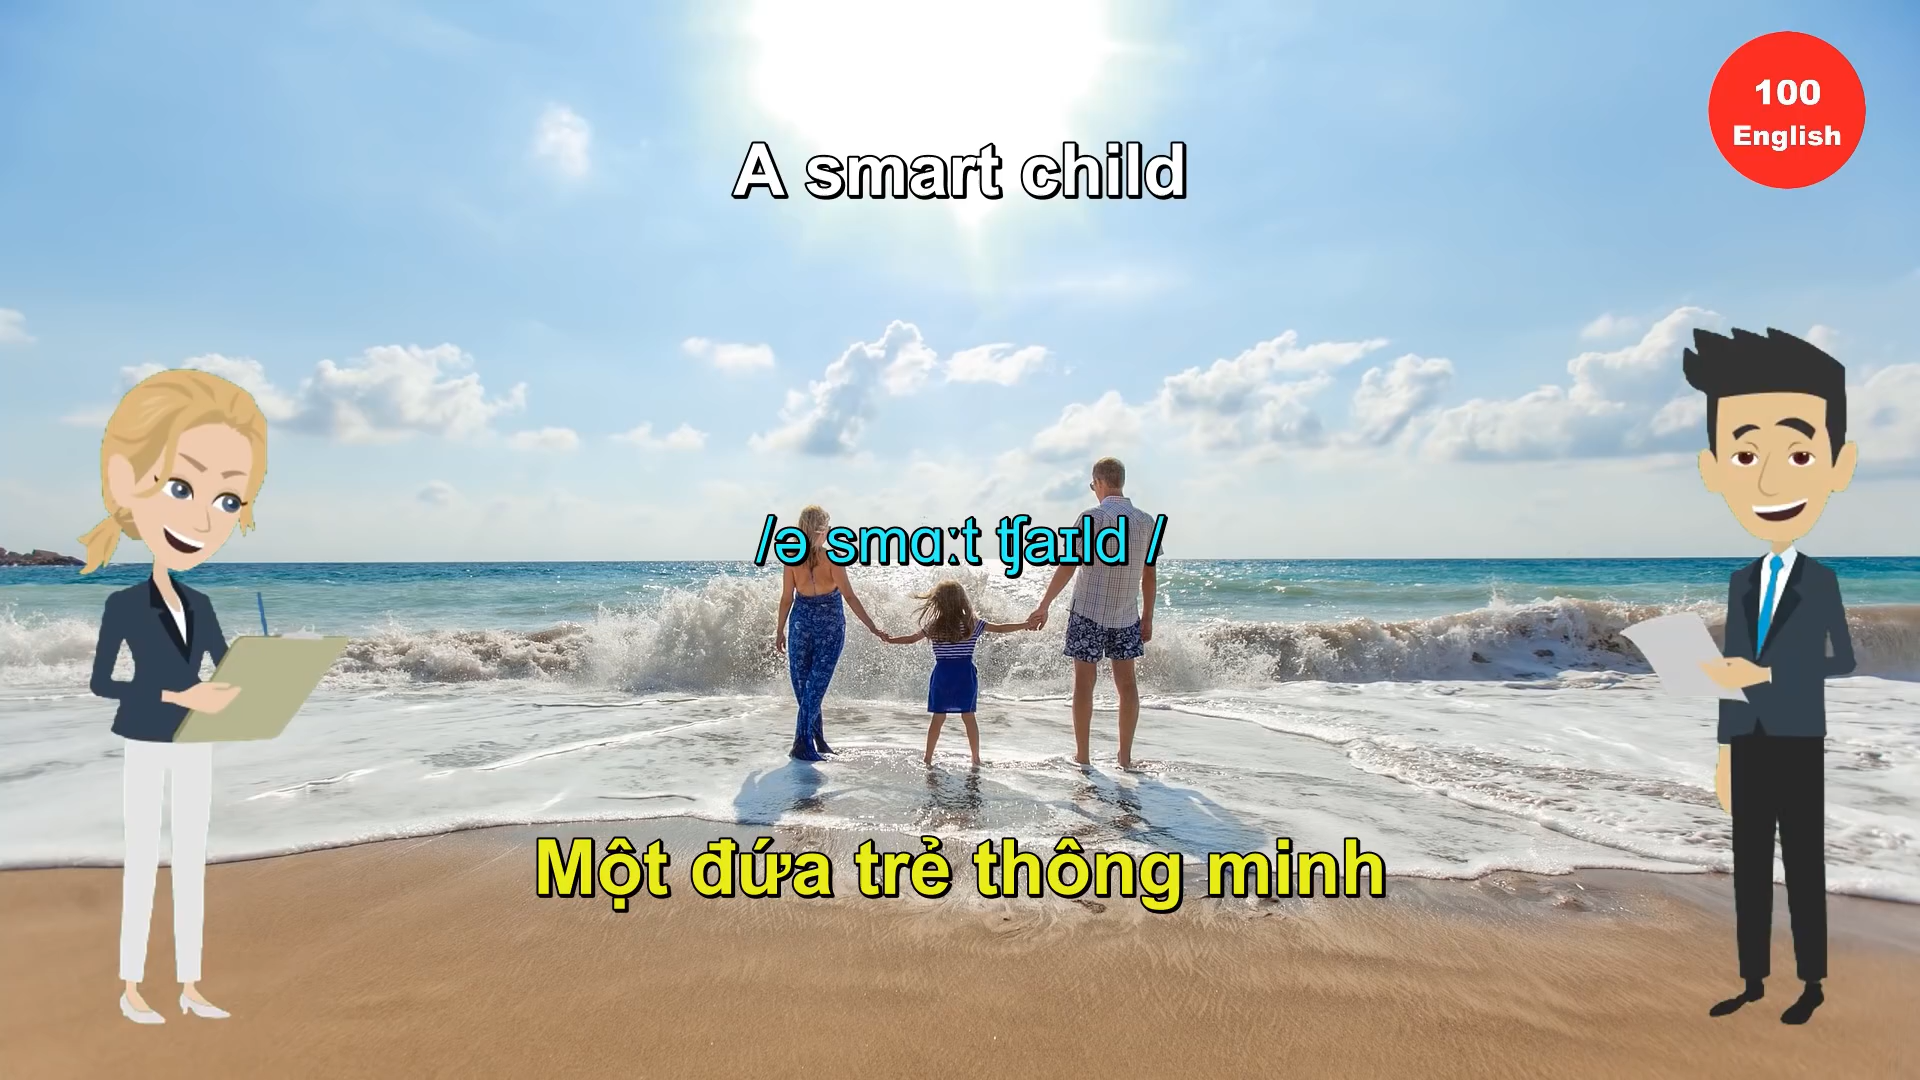 100
English
A smart child
/ə smɑːt ʧaɪld /
Một đứa trẻ thông minh